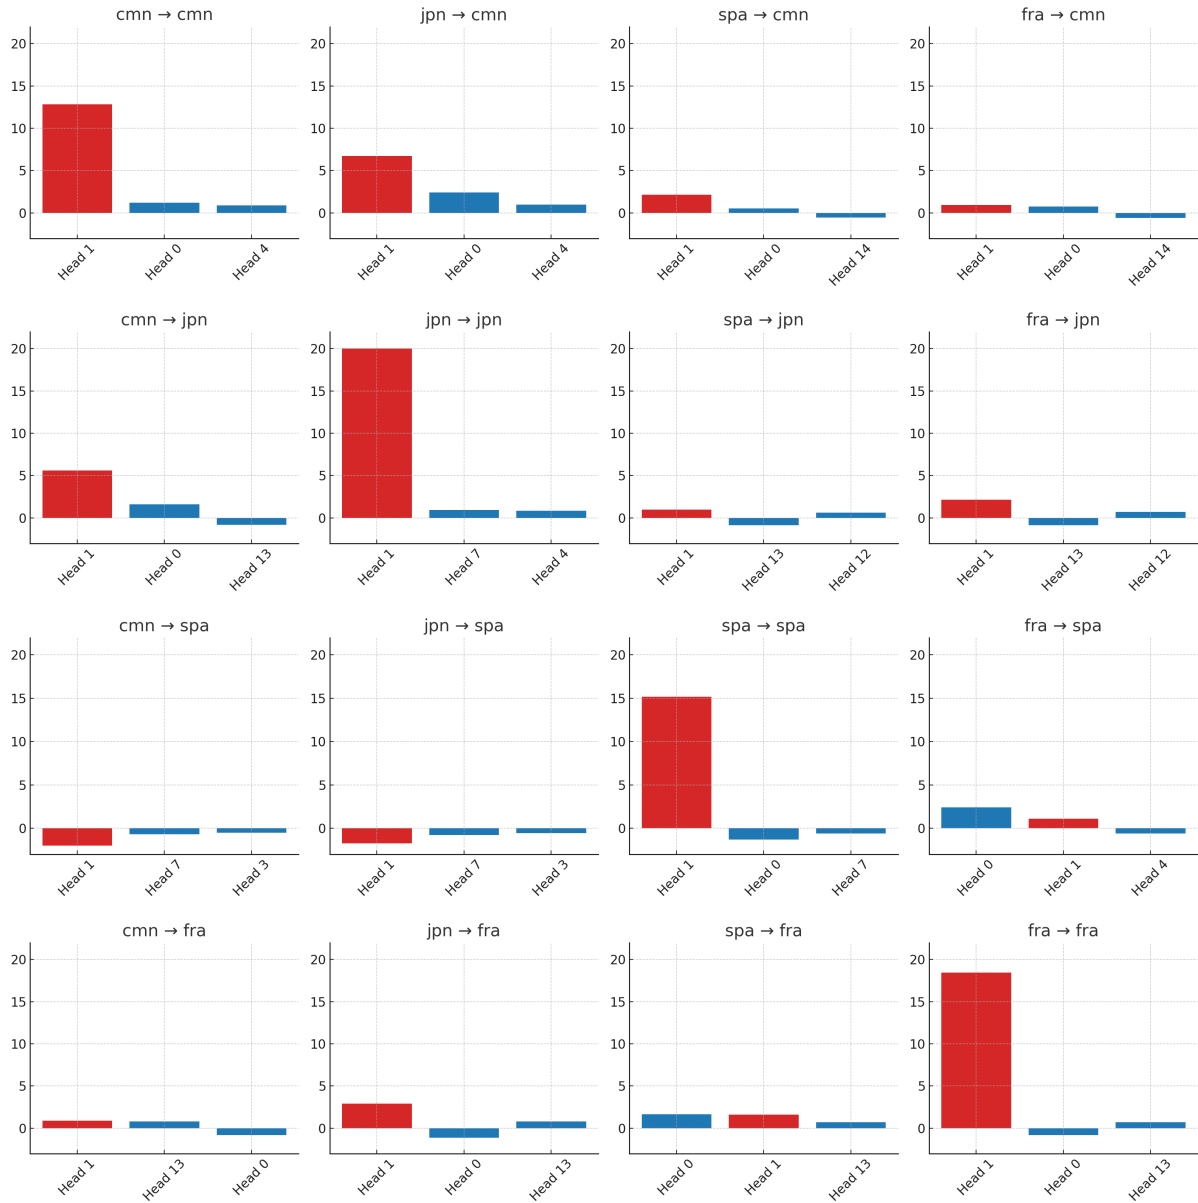 cmn → cmn
jpn → cmn
spa → cmn
fra → cmn
20 15 10 5 0
20 15 10 5 0
20 15 10 5 0
20 15 10 5 0
Head 1 Head 0 Head 4
Head 1 Head 0 Head 4
Head 1 Head 0 Head 14
Head 1 Head 0 Head 14
cmn → jpn
jpn → jpn
spa → jpn
fra → jpn
20 15 10 5 0
20 15 10 5 0
20 15 10 5 0
20 15 10 5 0
Head 1 Head 0 Head 13
Head 1 Head 7 Head 4
Head 1 Head 13 Head 12
Head 1 Head 13 Head 12
cmn → spa
jpn → spa
spa → spa
fra → spa
20 15 10 5 0
20 15 10 5 0
20 15 10 5 0
20 15 10 5 0
Head 1 Head 7 Head 3
Head 1 Head 7 Head 3
Head 1 Head 0 Head 7
Head 0 Head 1 Head 4
cmn → fra
jpn → fra
spa → fra
fra → fra
20 15 10 5 0
20 15 10 5 0
20 15 10 5 0
20 15 10 5 0
Head 1 Head 13 Head 0
Head 1 Head 0 Head 13
Head 0 Head 1 Head 13
Head 1 Head 0 Head 13